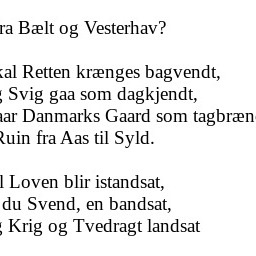 ra Bælt og Vesterhav?
kal Retten krænges bagvendt,
g Svig gaa som dagkjendt,
aar Danmarks Gaard som tagbræn
Ruin fra Aas til Syld.
l Loven blir istandsat,
du Svend, en bandsat,
g Krig og Tvedragt landsat